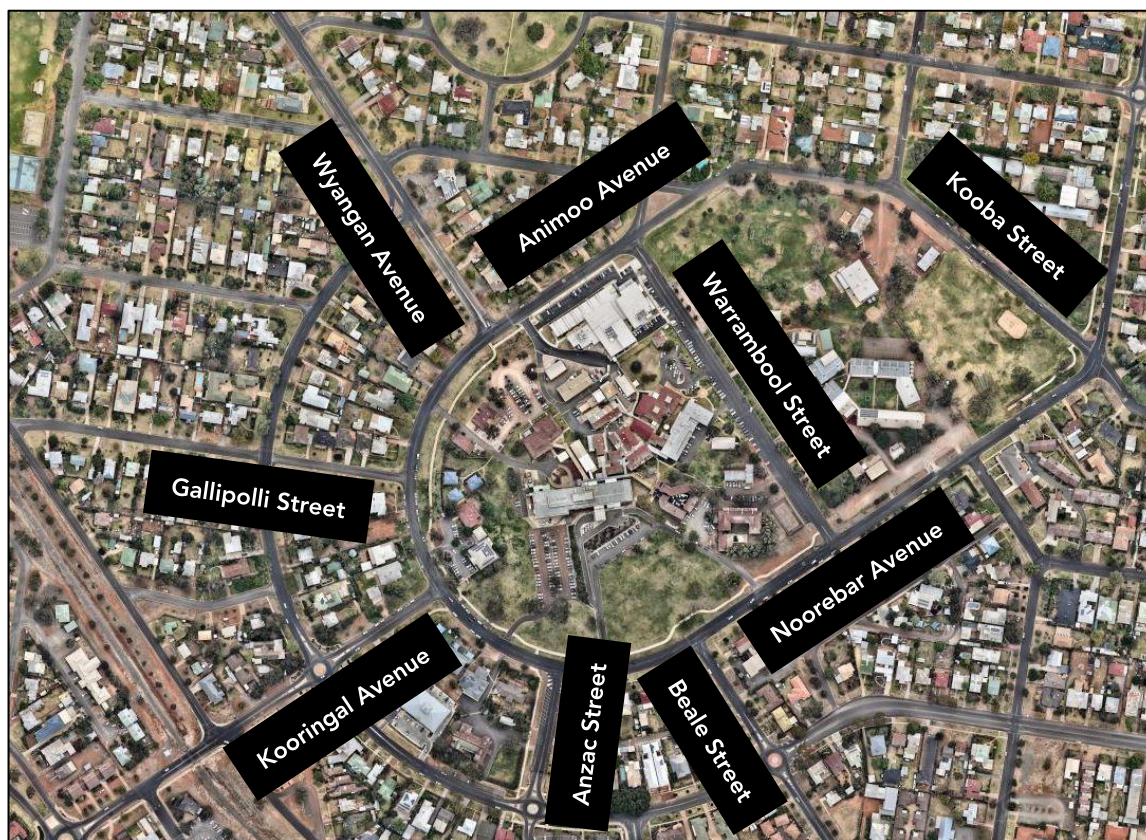 Wyangan Avenue
Animoo Avenue
Kooba Street
Warrambool Street
Gallipolli Street
Noorebar Avenue
Kooringal Avenue
Anzac Street
Beale Street